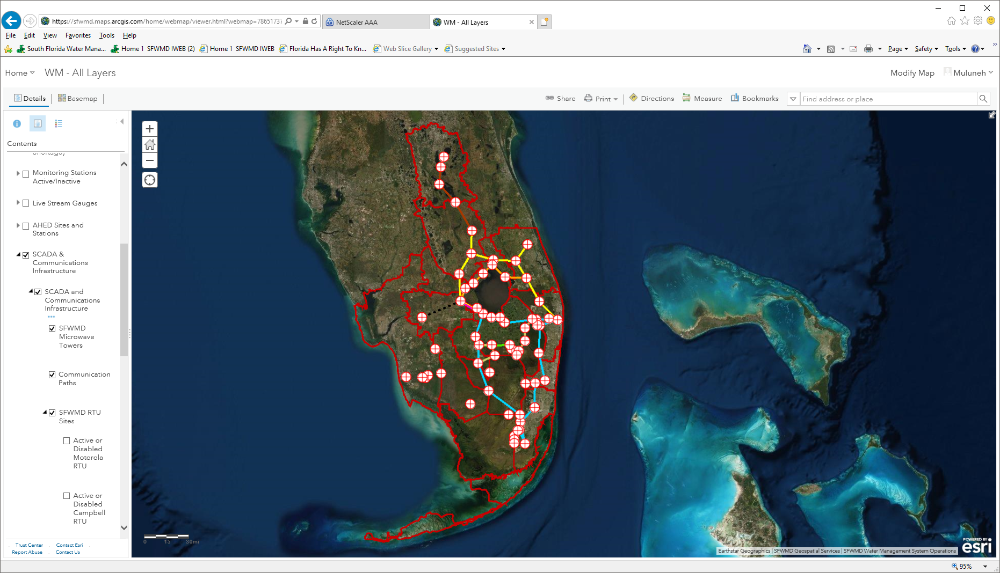 https://sfwmd.maps.arcgis.com/home/webmap/viewer.html?webmap=78651737
NetScaler AAA
WM - All Layers
File Edit View Favorites Tools Help
South Florida Water Mana...
Home 1 SFWMD IWEB (2)
Home 1 SFWMD IWEB
Florida Has A Right To Kn...
Web Slice Gallery
Suggested Sites
Page
Safety
Tools
Home
WM - All Layers
Modify Map
Muluneh
Details
Basemap
Share
Print
Directions
Measure
Bookmarks
Find address or place
Contents
Shortage)
Monitoring Stations
Active/Inactive
Live Stream Gauges
AHED Sites and
Stations
SCADA &
Communications
Infrastructure
SCADA and
Communications
Infrastructure
SFWMD
Microwave
Towers
Communication
Paths
SFWMD RTU
Sites
Active or
Disabled
Motorola
RTU
Active or
Disabled
Campbell
RTU
Trust Center
Contact Esri
Report Abuse
Contact Us
0 15 30mi
POWERED BY
esri
Earthstar Geographics | SFWMD Geospatial Services | SFWMD Water Management System Operations
95%